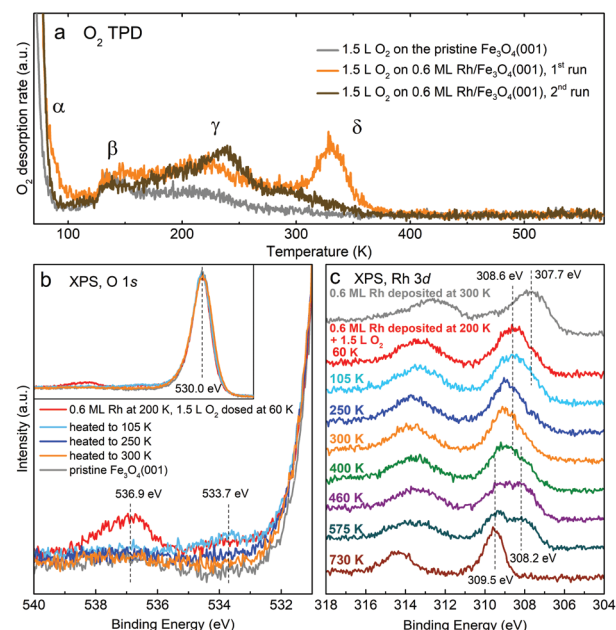 a O₂ TPD
1.5 L O₂ on the pristine Fe₃O₄(001)
1.5 L O₂ on 0.6 ML Rh/Fe₃O₄(001), 1ˢᵗ run
1.5 L O₂ on 0.6 ML Rh/Fe₃O₄(001), 2ⁿᵈ run
α
β
γ
δ
O₂ desorption rate (a.u.)
100 200 300 400 500
Temperature (K)
b XPS, O 1s
530.0 eV
0.6 ML Rh at 200 K, 1.5 L O₂ dosed at 60 K
heated to 105 K
heated to 250 K
heated to 300 K
pristine Fe₃O₄(001)
536.9 eV
533.7 eV
Intensity (a.u.)
540 538 536 534 532
Binding Energy (eV)
c XPS, Rh 3d
308.6 eV
307.7 eV
0.6 ML Rh deposited at 300 K
0.6 ML Rh deposited at 200 K
+ 1.5 L O₂
60 K
105 K
250 K
300 K
400 K
460 K
575 K
730 K
308.2 eV
309.5 eV
318 316 314 312 310 308 306 304
Binding Energy (eV)